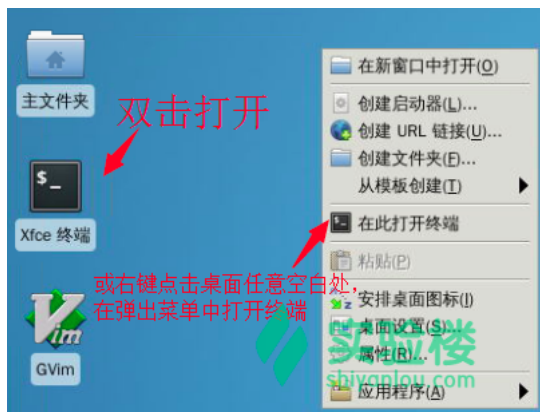 主文件夹
双击打开
$_
Xfce 终端
或右键点击桌面任意空白处，
在弹出菜单中打开终端
Vim
GVim
在新窗口中打开(O)
创建启动器(L)...
创建 URL 链接(U)...
创建文件夹(F)...
从模板创建(T)
在此打开终端
粘贴(P)
安排桌面图标(I)
桌面设置(S)...
属性(R)...
应用程序(A)
实验楼
shiyanlou.com